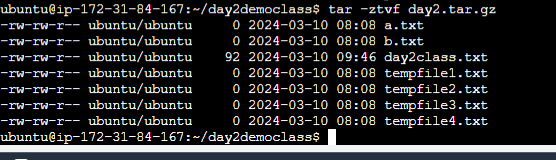 ubuntu@ip-172-31-84-167:~/day2democlass$ tar -ztvf day2.tar.gz
-rw-rw-r-- ubuntu/ubuntu 0 2024-03-10 08:08 a.txt
-rw-rw-r-- ubuntu/ubuntu 0 2024-03-10 08:08 b.txt
-rw-rw-r-- ubuntu/ubuntu 92 2024-03-10 09:46 day2class.txt
-rw-rw-r-- ubuntu/ubuntu 0 2024-03-10 08:08 tempfile1.txt
-rw-rw-r-- ubuntu/ubuntu 0 2024-03-10 08:08 tempfile2.txt
-rw-rw-r-- ubuntu/ubuntu 0 2024-03-10 08:08 tempfile3.txt
-rw-rw-r-- ubuntu/ubuntu 0 2024-03-10 08:08 tempfile4.txt
ubuntu@ip-172-31-84-167:~/day2democlass$